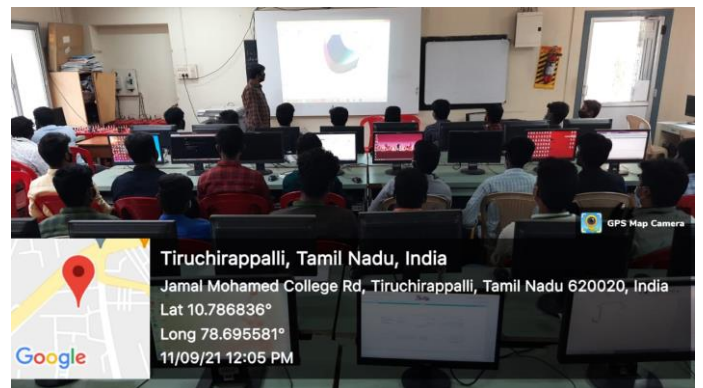 GPS Map Camera
Tiruchirappalli, Tamil Nadu, India
Jamal Mohamed College Rd, Tiruchirappalli, Tamil Nadu 620020, India
Lat 10.786836°
Long 78.695581°
11/09/21 12:05 PM
Google